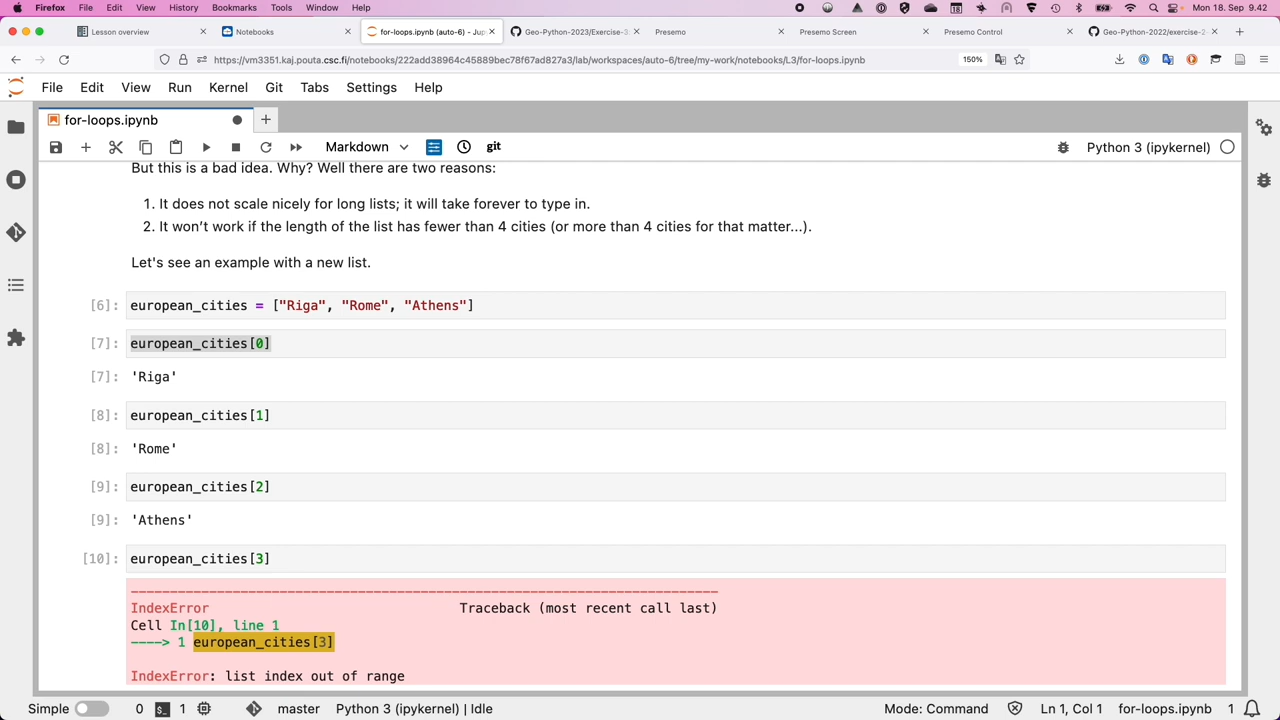 Firefox File Edit View History Bookmarks Tools Window Help Mon 18. Sep 9.42
Lesson overview Notebooks for-loops.ipynb (auto-6) - Jup Geo-Python-2023/Exercise-3 Presemo Presemo Screen Presemo Control Geo-Python-2022/exercise-2
https://vm3351.kaj.pouta.csc.fi/notebooks/222add38964c45889bec78f67ad827a3/lab/workspaces/auto-6/tree/my-work/notebooks/L3/for-loops.ipynb 150%
File Edit View Run Kernel Git Tabs Settings Help
for-loops.ipynb
Markdown git Python 3 (ipykernel)
But this is a bad idea. Why? Well there are two reasons:
1. It does not scale nicely for long lists; it will take forever to type in.
2. It won’t work if the length of the list has fewer than 4 cities (or more than 4 cities for that matter...).
Let's see an example with a new list.
[6]: european_cities = ["Riga", "Rome", "Athens"]
[7]: european_cities[0]
[7]: 'Riga'
[8]: european_cities[1]
[8]: 'Rome'
[9]: european_cities[2]
[9]: 'Athens'
[10]: european_cities[3]
---------------------------------------------------------------------------
IndexError Traceback (most recent call last)
Cell In[10], line 1
----> 1 european_cities[3]
IndexError: list index out of range
Simple 0 1 master Python 3 (ipykernel) | Idle Mode: Command Ln 1, Col 1 for-loops.ipynb 1